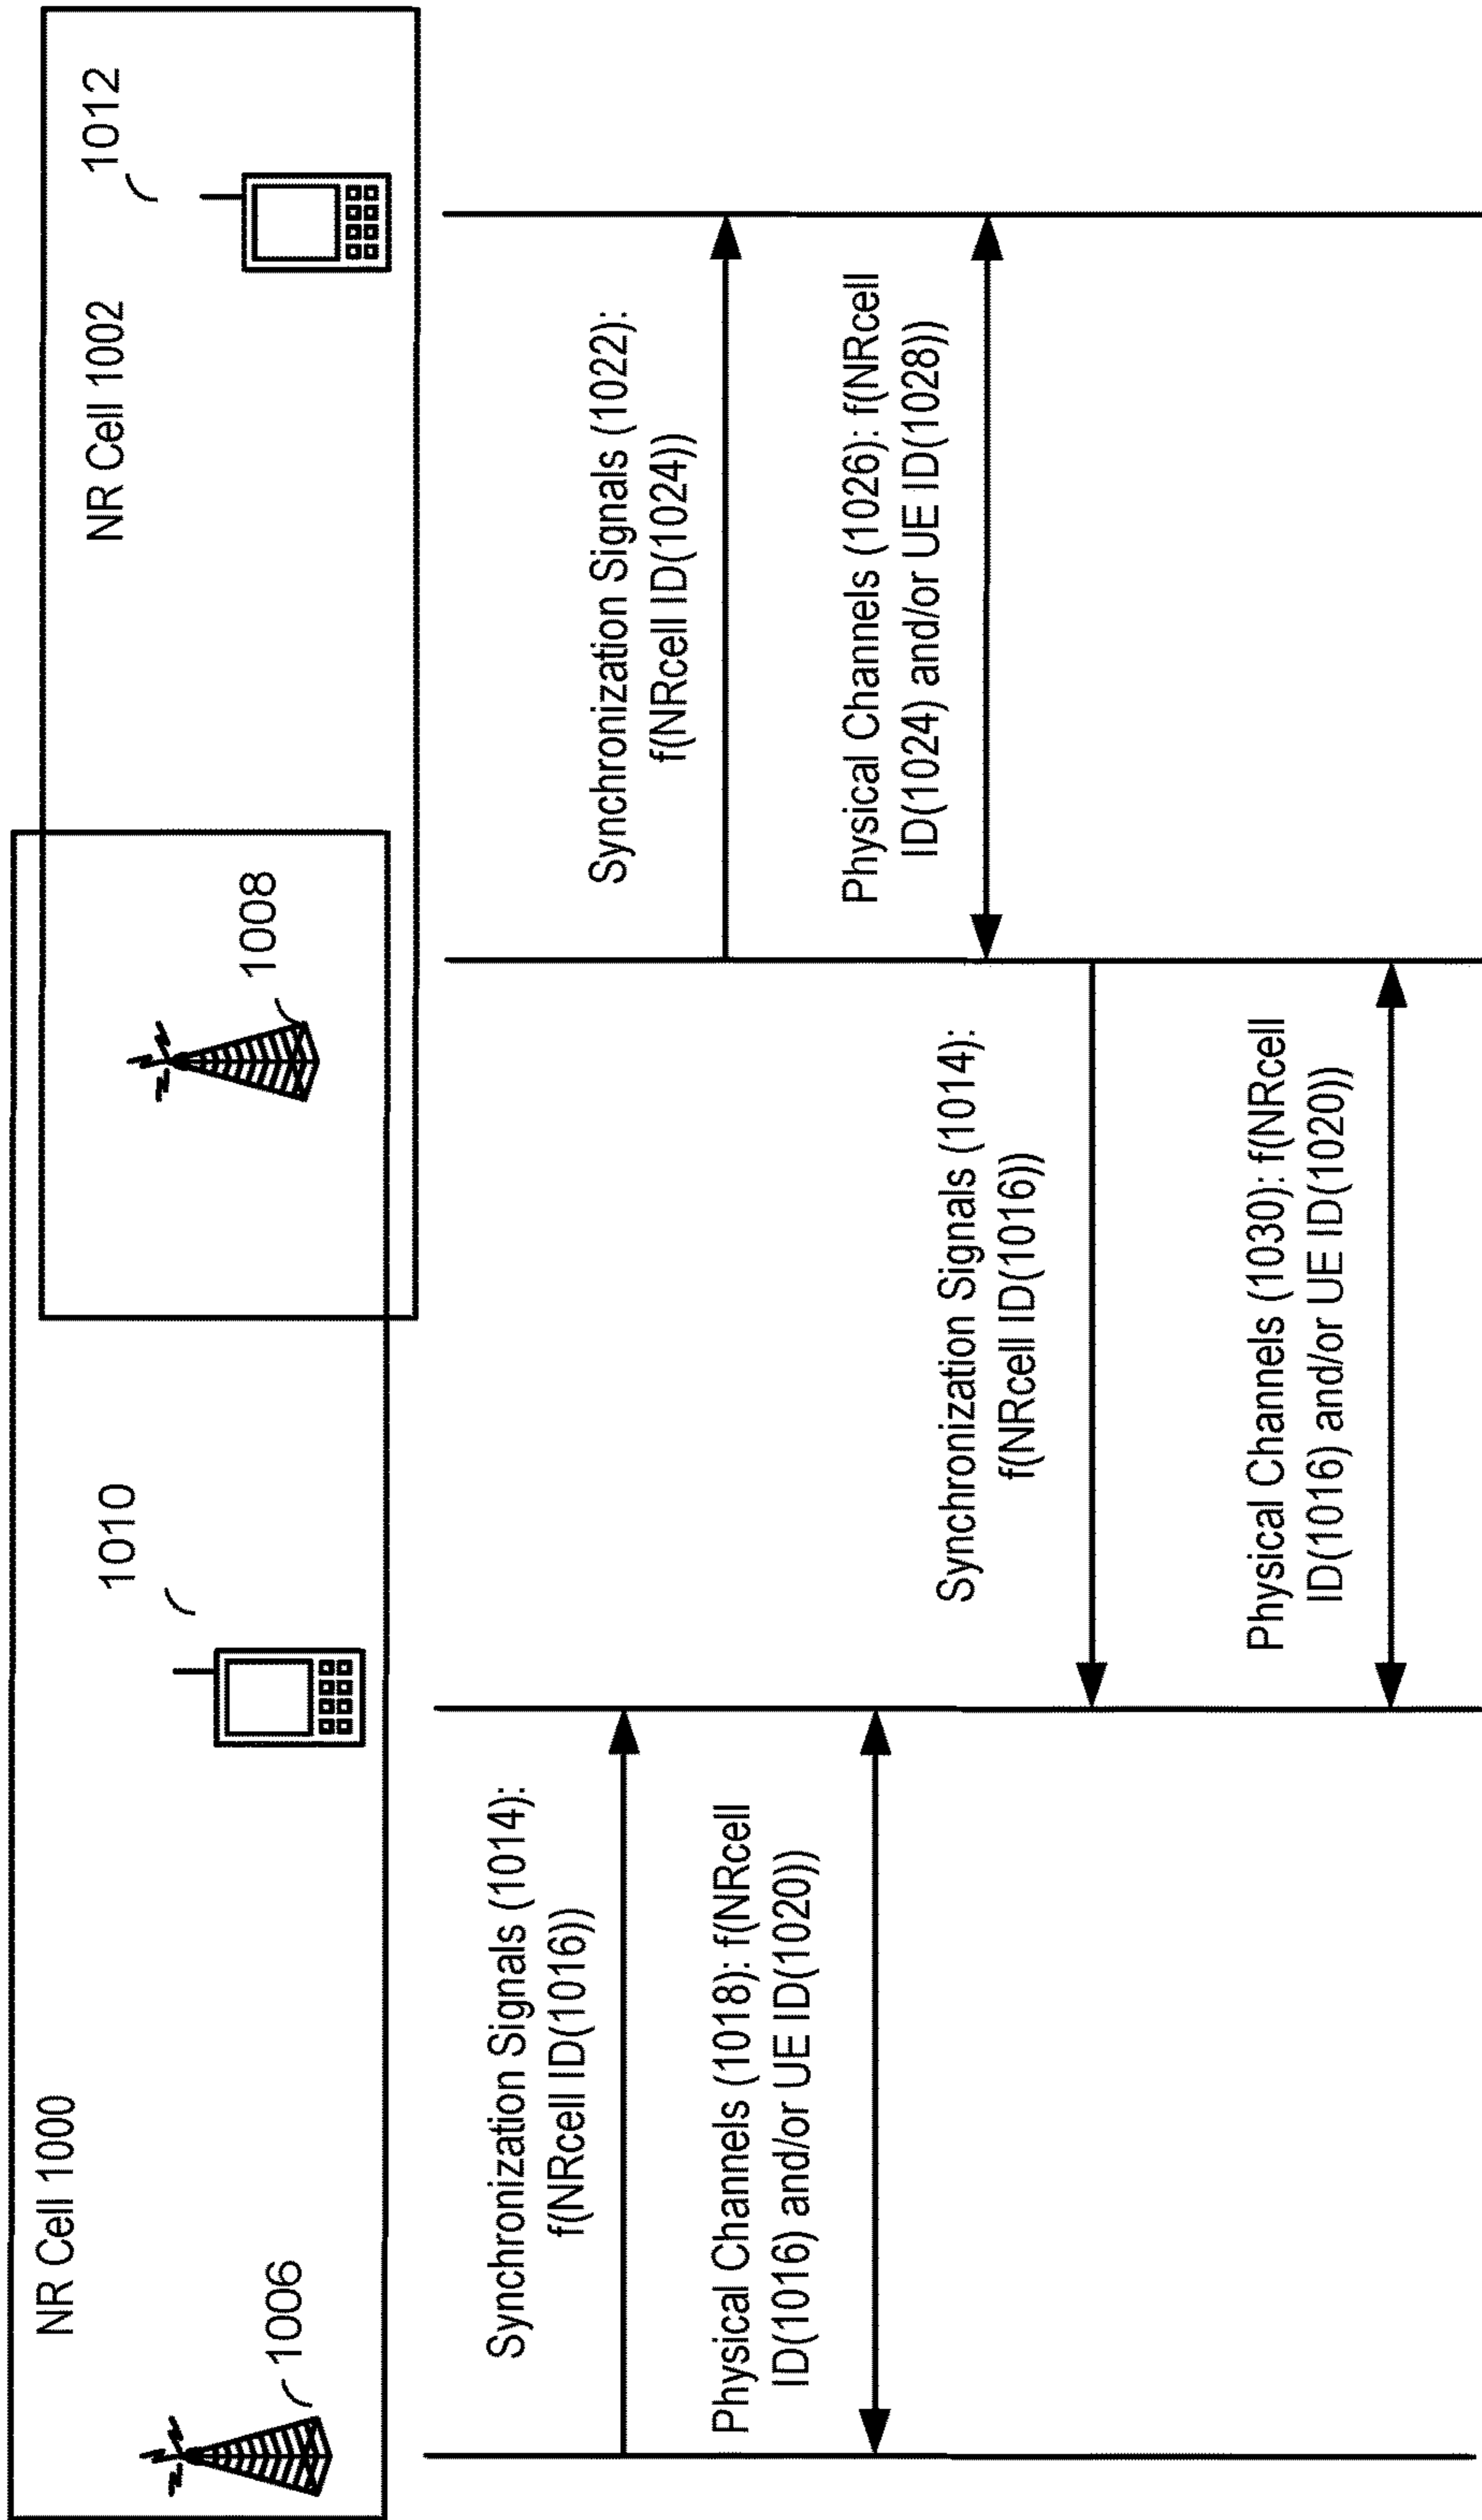 NR Cell 1000
NR Cell 1002
1006
1010
1008
1012
Synchronization Signals (1014):
f(NRcell ID(1016))
Physical Channels (1018): f(NRcell
ID(1016) and/or UE ID(1020))
Synchronization Signals (1022):
f(NRcell ID(1024))
Physical Channels (1026): f(NRcell
ID(1024) and/or UE ID(1028))
Synchronization Signals (1014):
f(NRcell ID(1016))
Physical Channels (1030): f(NRcell
ID(1016) and/or UE ID(1020))